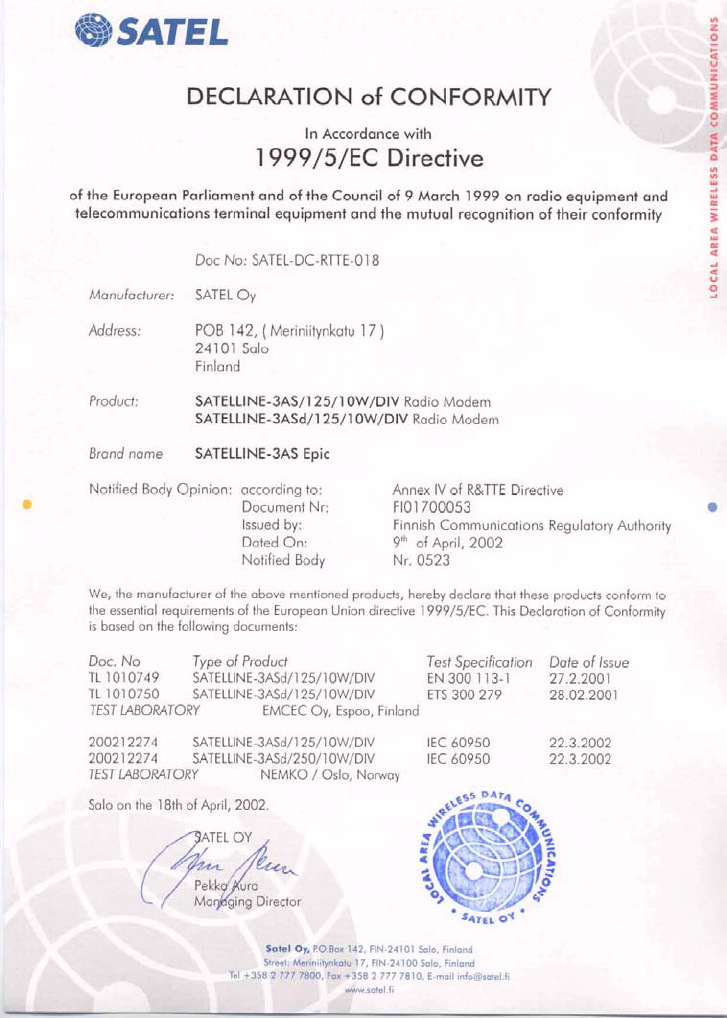 SATEL
LOCAL AREA WIRELESS DATA COMMUNICATIONS
DECLARATION of CONFORMITY
In Accordance with
1999/5/EC Directive
of the European Parliament and of the Council of 9 March 1999 on radio equipment and
telecommunications terminal equipment and the mutual recognition of their conformity
Doc No: SATEL-DC-RTTE-018
Manufacturer: SATEL Oy
Address: POB 142, ( Meriniitynkatu 17 )
24101 Salo
Finland
Product: SATELLINE-3AS/125/10W/DIV Radio Modem
SATELLINE-3ASd/125/10W/DIV Radio Modem
Brand name SATELLINE-3AS Epic
Notified Body Opinion: according to: Annex IV of R&TTE Directive
Document Nr: FI01700053
Issued by: Finnish Communications Regulatory Authority
Dated On: 9th of April, 2002
Notified Body Nr. 0523
We, the manufacturer of the above mentioned products, hereby declare that these products conform to
the essential requirements of the European Union directive 1999/5/EC. This Declaration of Conformity
is based on the following documents:
Doc. No Type of Product Test Specification Date of Issue
TL 1010749 SATELLINE-3ASd/125/10W/DIV EN 300 113-1 27.2.2001
TL 1010750 SATELLINE-3ASd/125/10W/DIV ETS 300 279 28.02.2001
TEST LABORATORY EMCEC Oy, Espoo, Finland
200212274 SATELLINE-3ASd/125/10W/DIV IEC 60950 22.3.2002
200212274 SATELLINE-3ASd/250/10W/DIV IEC 60950 22.3.2002
TEST LABORATORY NEMKO / Oslo, Norway
Salo on the 18th of April, 2002.
SATEL OY
Pekka Aura
Managing Director
LOCAL AREA WIRELESS DATA COMMUNICATIONS
• SATEL OY •
Satel Oy, P.O.Box 142, FIN-24101 Salo, Finland
Street: Meriniitynkatu 17, FIN-24100 Salo, Finland
Tel +358 2 777 7800, Fax +358 2 777 7810, E-mail info@satel.fi
www.satel.fi